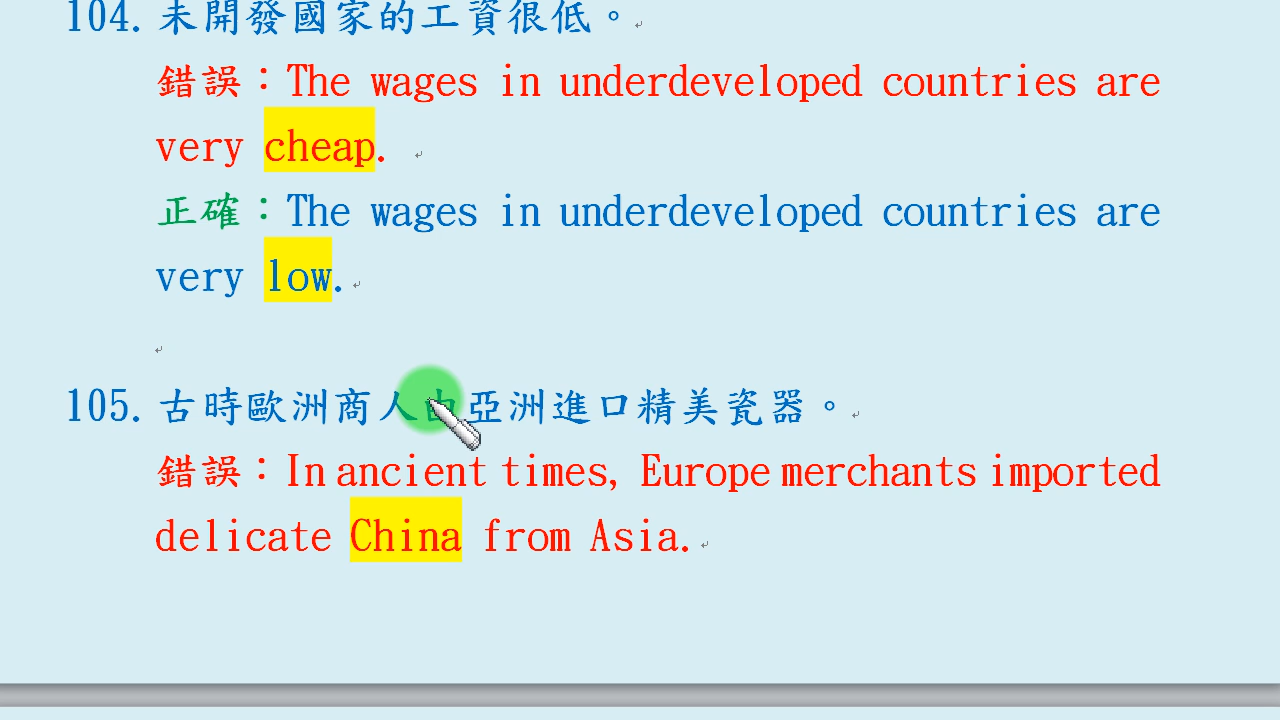 104. 未開發國家的工資很低。
錯誤：The wages in underdeveloped countries are
very cheap.
正確：The wages in underdeveloped countries are
very low.
105. 古時歐洲商人由亞洲進口精美瓷器。
錯誤：In ancient times, Europe merchants imported
delicate China from Asia.